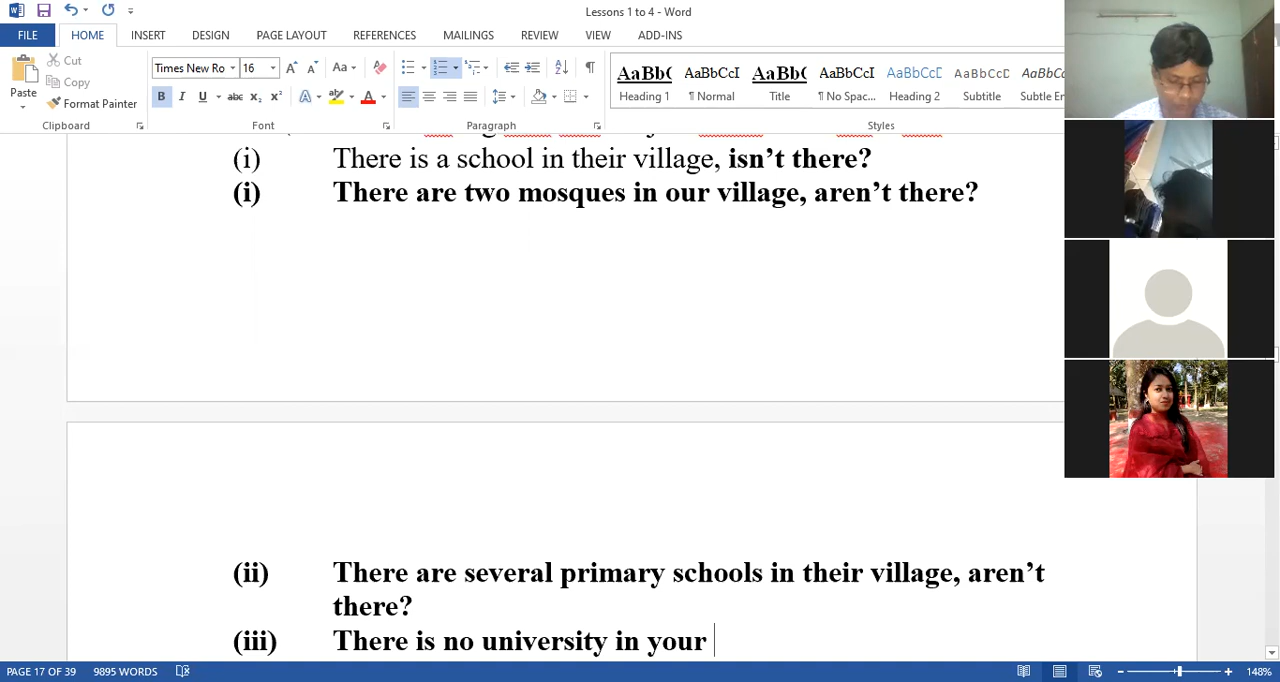 Lessons 1 to 4 - Word
FILE HOME INSERT DESIGN PAGE LAYOUT REFERENCES MAILINGS REVIEW VIEW ADD-INS
Paste
Cut
Copy
Format Painter
Clipboard
Times New Ro 16
Font
Paragraph
AaBb( AaBbCcI AaBb( AaBbCcI AaBbCcD AaBbCcD AaBbCcI
Heading 1 ¶ Normal Title ¶ No Spac... Heading 2 Subtitle Subtle En
Styles
(i) There is a school in their village, isn’t there?
(i) There are two mosques in our village, aren’t there?
(ii) There are several primary schools in their village, aren’t
there?
(iii) There is no university in your
PAGE 17 OF 39 9895 WORDS 148%